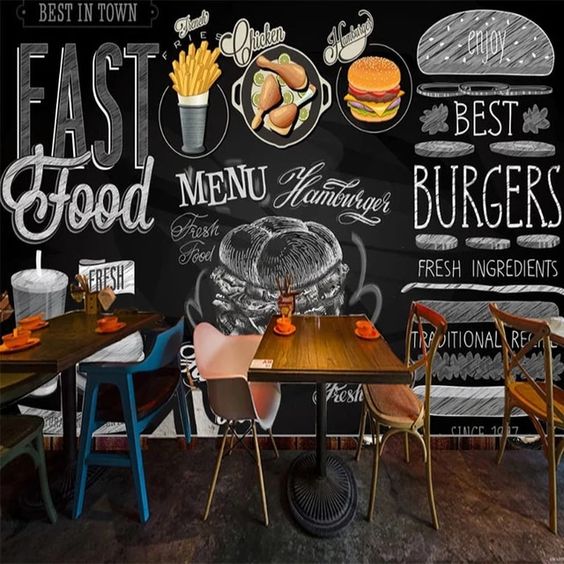 BEST IN TOWN
FAST
Food
French
FRIES
Chicken
Hamburger
MENU
Hamburger
Fresh
Food
FRESH
Fresh
enjoy
BEST
BURGERS
FRESH INGREDIENTS
TRADITIONAL
SINCE